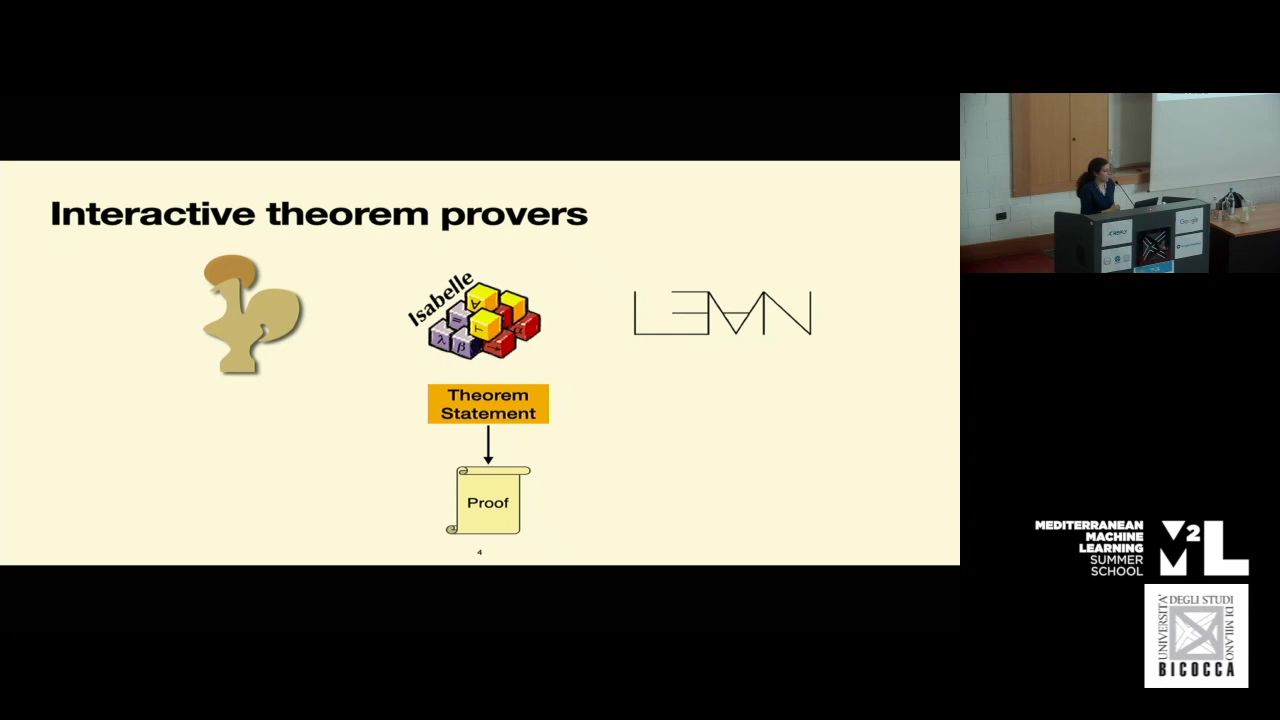 Interactive theorem provers
Isabelle
∀
=
λ
β
α
→
L∃∀N
Theorem
Statement
Proof
4
Google
MEDITERRANEAN
MACHINE
LEARNING
SUMMER
SCHOOL
M2L
UNIVERSITÀ
DEGLI STUDI
DI MILANO
BICOCCA